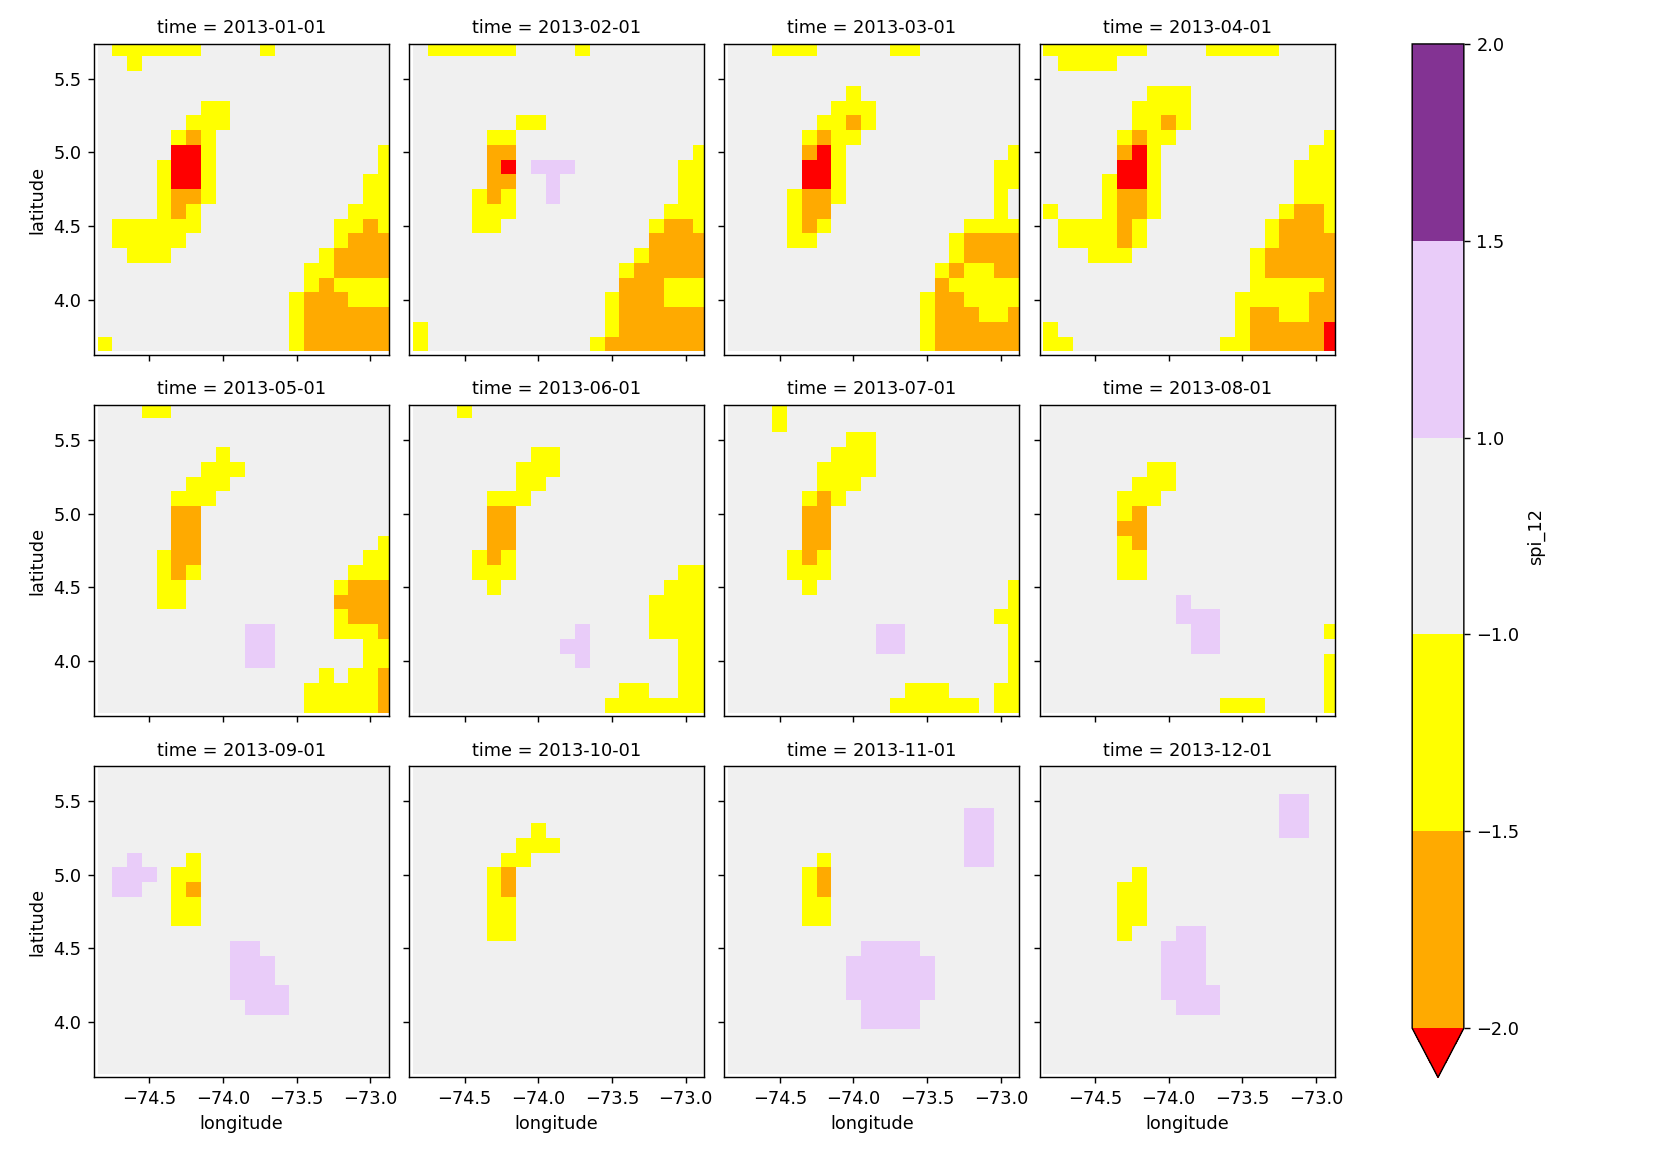 time = 2013-01-01
time = 2013-02-01
time = 2013-03-01
time = 2013-04-01
latitude
5.5
5.0
4.5
4.0
time = 2013-05-01
time = 2013-06-01
time = 2013-07-01
time = 2013-08-01
latitude
5.5
5.0
4.5
4.0
time = 2013-09-01
time = 2013-10-01
time = 2013-11-01
time = 2013-12-01
latitude
5.5
5.0
4.5
4.0
−74.5 −74.0 −73.5 −73.0
longitude
−74.5 −74.0 −73.5 −73.0
longitude
−74.5 −74.0 −73.5 −73.0
longitude
−74.5 −74.0 −73.5 −73.0
longitude
2.0
1.5
1.0
−1.0
−1.5
−2.0
spi_12